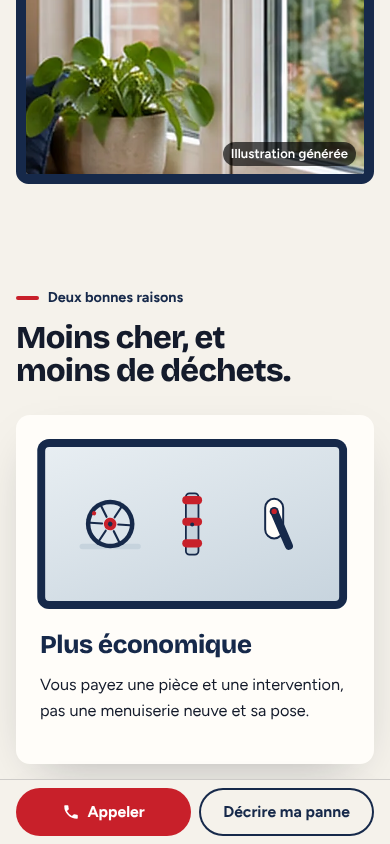 Illustration générée
Deux bonnes raisons
Moins cher, et
moins de déchets.
Plus économique
Vous payez une pièce et une intervention,
pas une menuiserie neuve et sa pose.
Appeler
Décrire ma panne